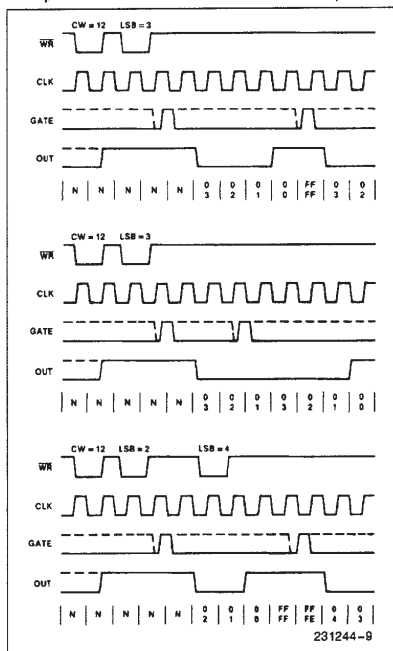 CW = 12 LSB = 3
WR
CLK
GATE
OUT
N N N N N 0 0 0 0 FF 0 0
3 2 1 0 FF 3 2
CW = 12 LSB = 3
WR
CLK
GATE
OUT
N N N N N 0 0 0 0 0 0 0
3 2 1 3 2 1 0
CW = 12 LSB = 2 LSB = 4
WR
CLK
GATE
OUT
N N N N N 0 0 FF FF 0 0
2 1 FF FE 4 3
231244-9